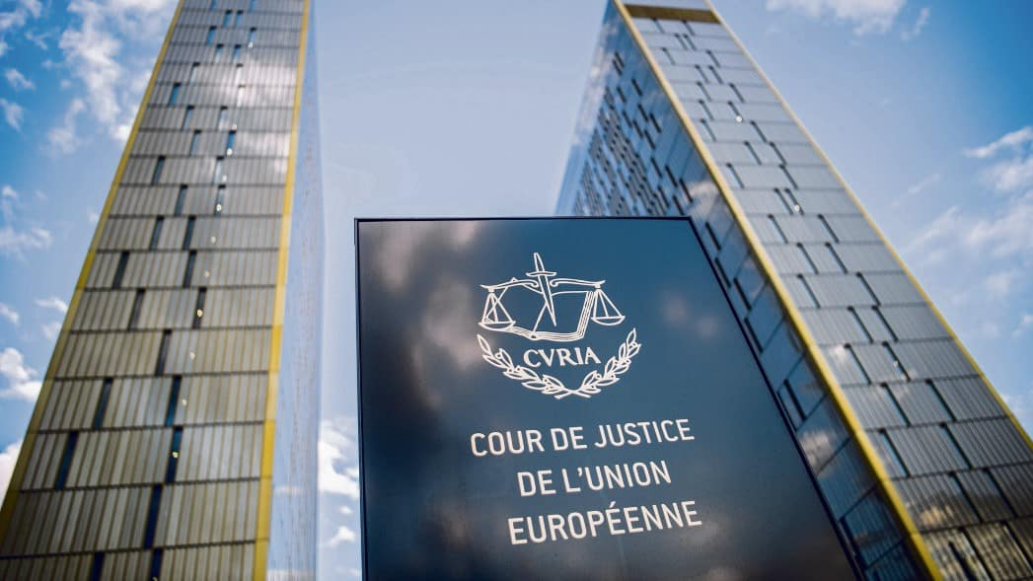 CVRIA
COUR DE JUSTICE
DE L'UNION
EUROPÉENNE